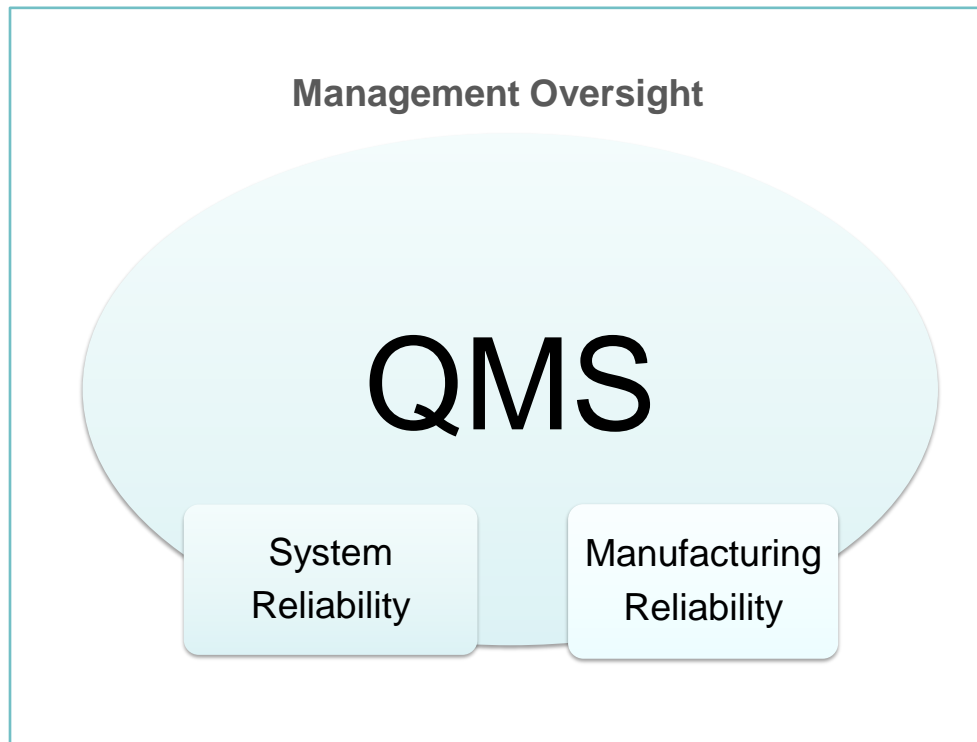 Management Oversight
QMS
System
Reliability
Manufacturing
Reliability